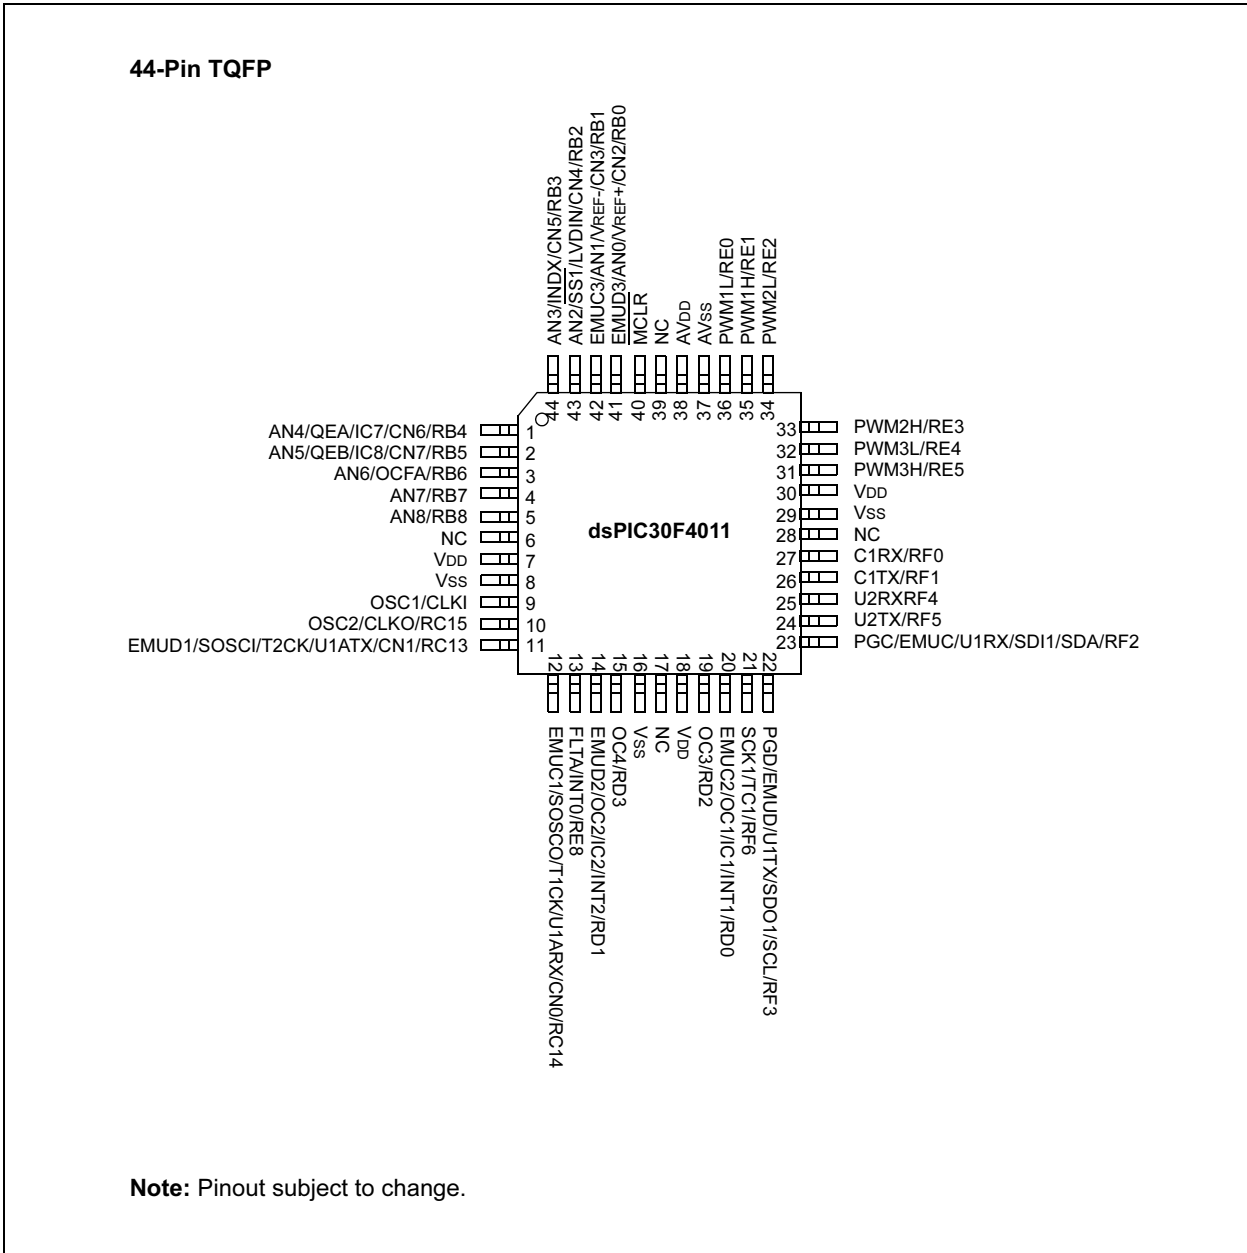 44-Pin TQFP
AN3/INDX/CN5/RB3
AN2/SS1/LVDIN/CN4/RB2
EMUC3/AN1/VREF-/CN3/RB1
EMUD3/AN0/VREF+/CN2/RB0
MCLR
NC
AVDD
AVSS
PWM1L/RE0
PWM1H/RE1
PWM2L/RE2
44
43
42
41
40
39
38
37
36
35
34
AN4/QEA/IC7/CN6/RB4 1
AN5/QEB/IC8/CN7/RB5 2
AN6/OCFA/RB6 3
AN7/RB7 4
AN8/RB8 5
NC 6
VDD 7
VSS 8
OSC1/CLKI 9
OSC2/CLKO/RC15 10
EMUD1/SOSCI/T2CK/U1ATX/CN1/RC13 11
dsPIC30F4011
33 PWM2H/RE3
32 PWM3L/RE4
31 PWM3H/RE5
30 VDD
29 VSS
28 NC
27 C1RX/RF0
26 C1TX/RF1
25 U2RXRF4
24 U2TX/RF5
23 PGC/EMUC/U1RX/SDI1/SDA/RF2
12
13
14
15
16
17
18
19
20
21
22
EMUC1/SOSCO/T1CK/U1ARX/CN0/RC14
FLTA/INT0/RE8
EMUD2/OC2/IC2/INT2/RD1
OC4/RD3
VSS
NC
VDD
OC3/RD2
EMUC2/OC1/IC1/INT1/RD0
SCK1/TC1/RF6
PGD/EMUD/U1TX/SDO1/SCL/RF3
Note: Pinout subject to change.